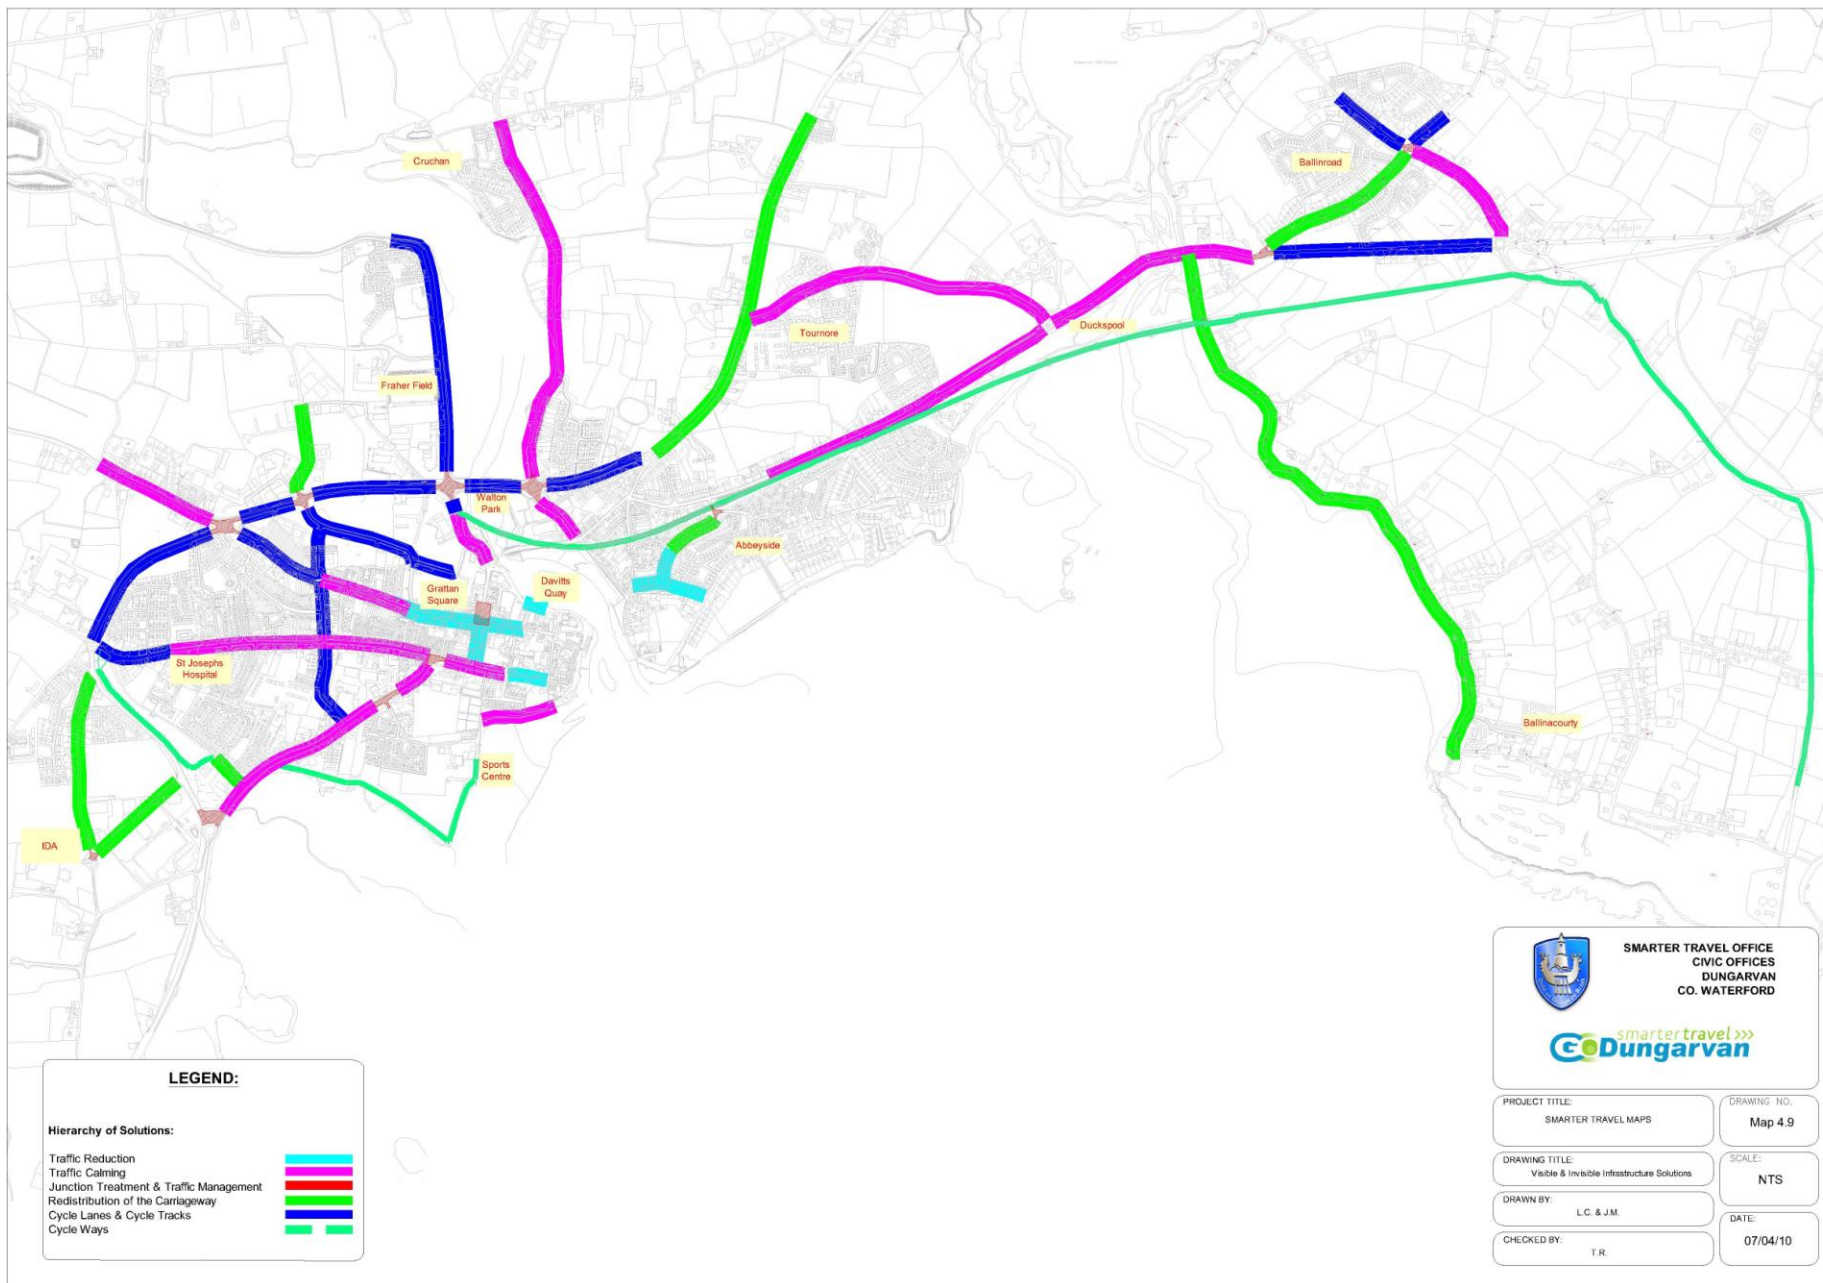 Cruchan
Ballinroad
Tournore
Duckspool
Fraher Field
Walton
Park
Abbeyside
Grattan
Square
Davitts
Quay
St Josephs
Hospital
Ballinacourty
Sports
Centre
IDA
LEGEND:
Hierarchy of Solutions:
Traffic Reduction
Traffic Calming
Junction Treatment & Traffic Management
Redistribution of the Carriageway
Cycle Lanes & Cycle Tracks
Cycle Ways
SMARTER TRAVEL OFFICE
CIVIC OFFICES
DUNGARVAN
CO. WATERFORD
smarter travel >>>
GO Dungarvan
PROJECT TITLE:
SMARTER TRAVEL MAPS
DRAWING NO.
Map 4.9
DRAWING TITLE:
Visible & Invisible Infrastructure Solutions
SCALE:
NTS
DRAWN BY:
L.C. & J.M.
CHECKED BY:
T.R.
DATE:
07/04/10